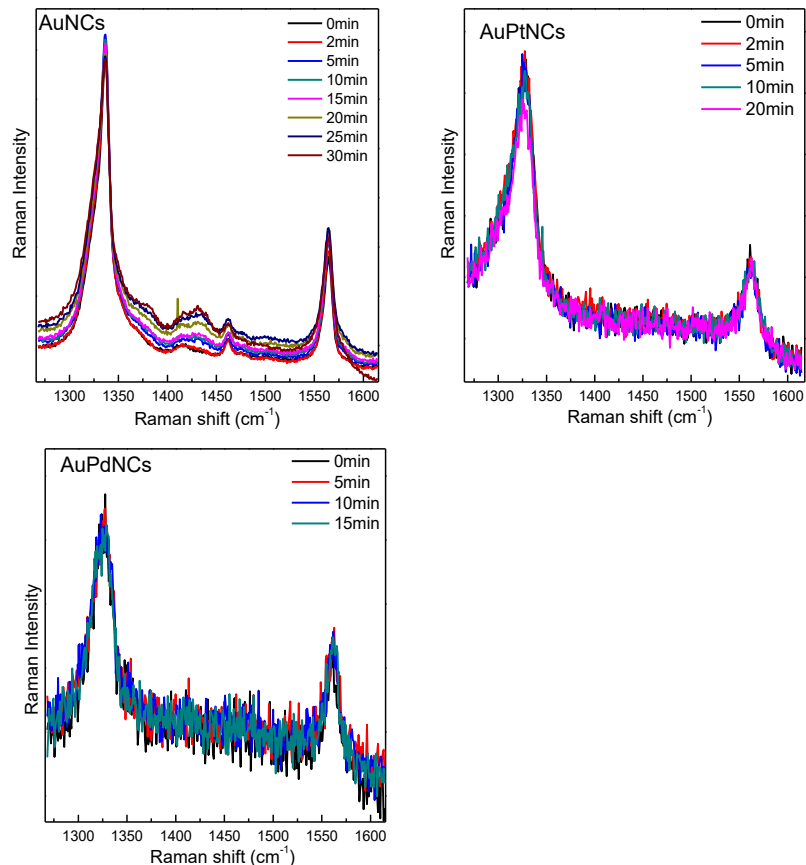 AuNCs
0min
2min
5min
10min
15min
20min
25min
30min
Raman Intensity
1300 1350 1400 1450 1500 1550 1600
Raman shift (cm⁻¹)
AuPtNCs
0min
2min
5min
10min
20min
Raman Intensity
1300 1350 1400 1450 1500 1550 1600
Raman shift (cm⁻¹)
AuPdNCs
0min
5min
10min
15min
Raman Intensity
1300 1350 1400 1450 1500 1550 1600
Raman shift (cm⁻¹)